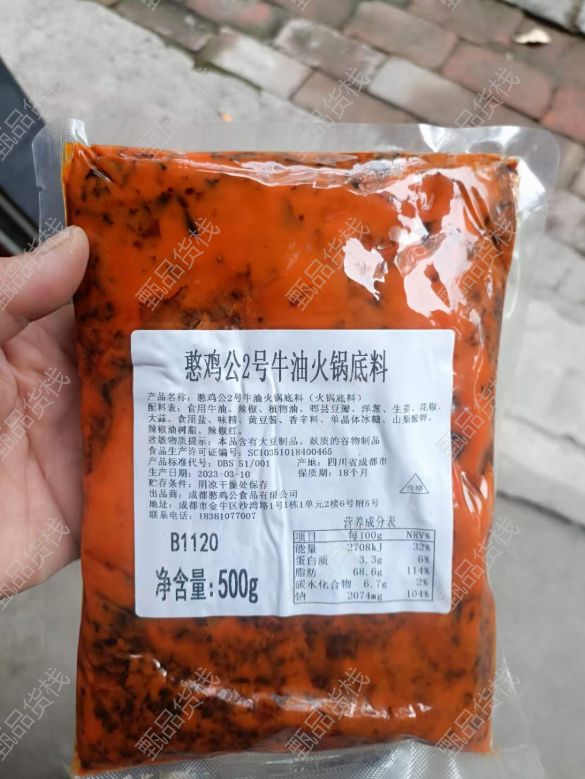 憨鸡公2号牛油火锅底料
产品名称：憨鸡公2号牛油火锅底料（火锅底料）
配料表：食用牛油、辣椒、植物油、郫县豆瓣、洋葱、生姜、花椒、
大蒜、食用盐、味精、黄豆酱、香辛料、单晶体冰糖、山梨酸钾、
辣椒油树脂、辣椒红。
致敏物质提示：本品含有大豆制品、麸质的谷物制品
食品生产许可证编号：SC10351018400465
产品标准代号：DBS 51/001 产地：四川省成都市
生产日期：2023-03-10 保质期：18个月
贮存条件：阴凉干燥处保存
出品商：成都憨鸡公食品有限公司
地址：成都市金牛区沙湾路1号1栋1单元2楼6号附5号
联系电话：18381077007
合格
B1120
净含量：500g
营养成分表
项目 每100g NRV%
能量 2708kJ 32%
蛋白质 3.3g 6%
脂肪 68.6g 114%
碳水化合物 6.7g 2%
钠 2074mg 104%
甄品货栈